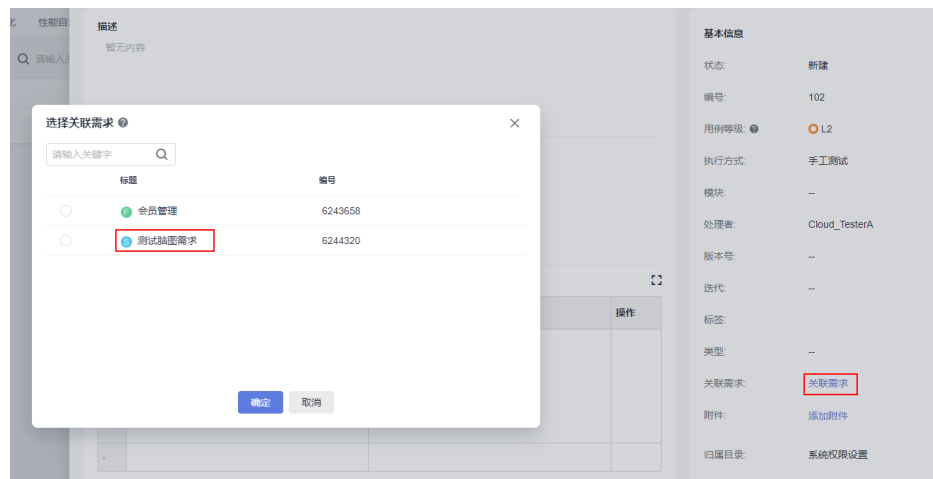 性能自
请输入
描述
暂无内容
选择关联需求
请输入关键字
标题 编号
F 会员管理 6243658
S 测试脑图需求 6244320
确定 取消
操作
基本信息
状态: 新建
编号: 102
用例等级: L2
执行方式: 手工测试
模块: --
处理者: Cloud_TesterA
版本号: --
迭代: --
标签:
类型: --
关联需求: 关联需求
附件: 添加附件
归属目录: 系统权限设置